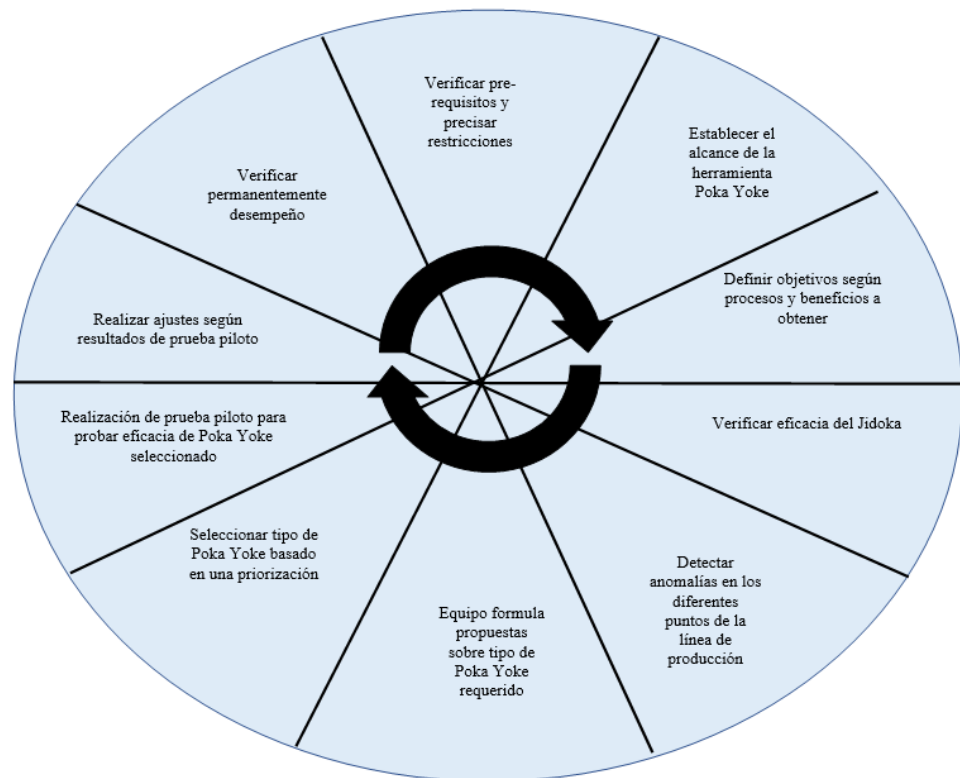 Verificar pre-
requisitos y
precisar
restricciones
Establecer el
alcance de la
herramienta
Poka Yoke
Definir objetivos según
procesos y beneficios a
obtener
Verificar eficacia del Jidoka
Detectar
anomalías en los
diferentes
puntos de la
línea de
producción
Equipo formula
propuestas
sobre tipo de
Poka Yoke
requerido
Seleccionar tipo de
Poka Yoke basado
en una priorización
Realización de prueba piloto para
probar eficacia de Poka Yoke
seleccionado
Realizar ajustes según
resultados de prueba piloto
Verificar
permanentemente
desempeño